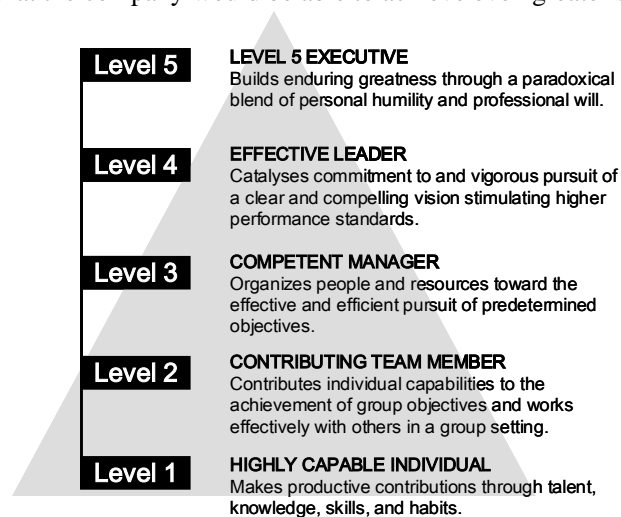 Level 5
LEVEL 5 EXECUTIVE
Builds enduring greatness through a paradoxical
blend of personal humility and professional will.
Level 4
EFFECTIVE LEADER
Catalyses commitment to and vigorous pursuit of
a clear and compelling vision stimulating higher
performance standards.
Level 3
COMPETENT MANAGER
Organizes people and resources toward the
effective and efficient pursuit of predetermined
objectives.
Level 2
CONTRIBUTING TEAM MEMBER
Contributes individual capabilities to the
achievement of group objectives and works
effectively with others in a group setting.
Level 1
HIGHLY CAPABLE INDIVIDUAL
Makes productive contributions through talent,
knowledge, skills, and habits.